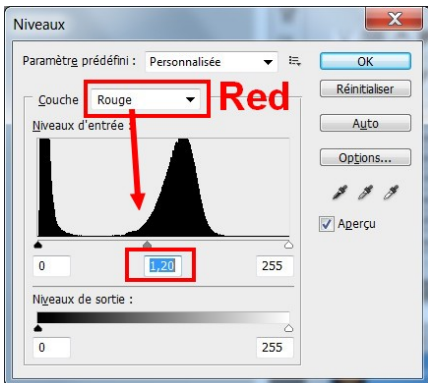 Niveaux
Paramètre prédéfini : Personnalisée
OK
Couche Rouge
Red
Réinitialiser
Niveaux d'entrée :
Auto
Options...
Aperçu
0 1,20 255
Niveaux de sortie :
0 255